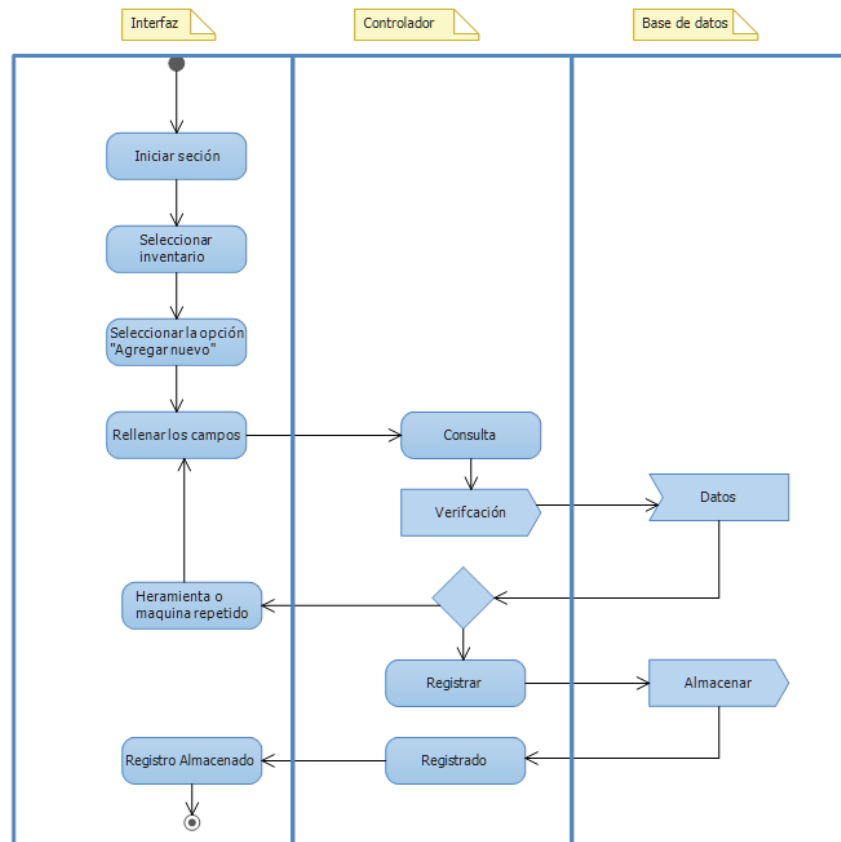 Interfaz
Controlador
Base de datos
Iniciar seción
Seleccionar
inventario
Seleccionar la opción
"Agregar nuevo"
Rellenar los campos
Consulta
Verifcación
Datos
Heramienta o
maquina repetido
Registrar
Almacenar
Registro Almacenado
Registrado